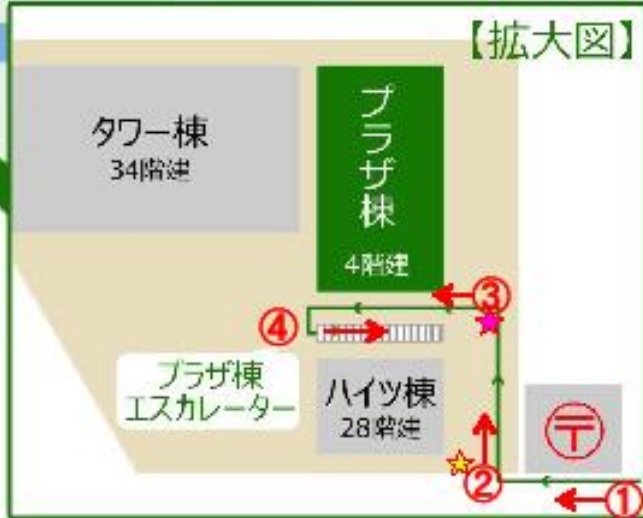 【拡大図】
タワー棟
34階建
プラザ棟
4階建
③
④
プラザ棟
エスカレーター
ハイツ棟
28階建
〒
②
①